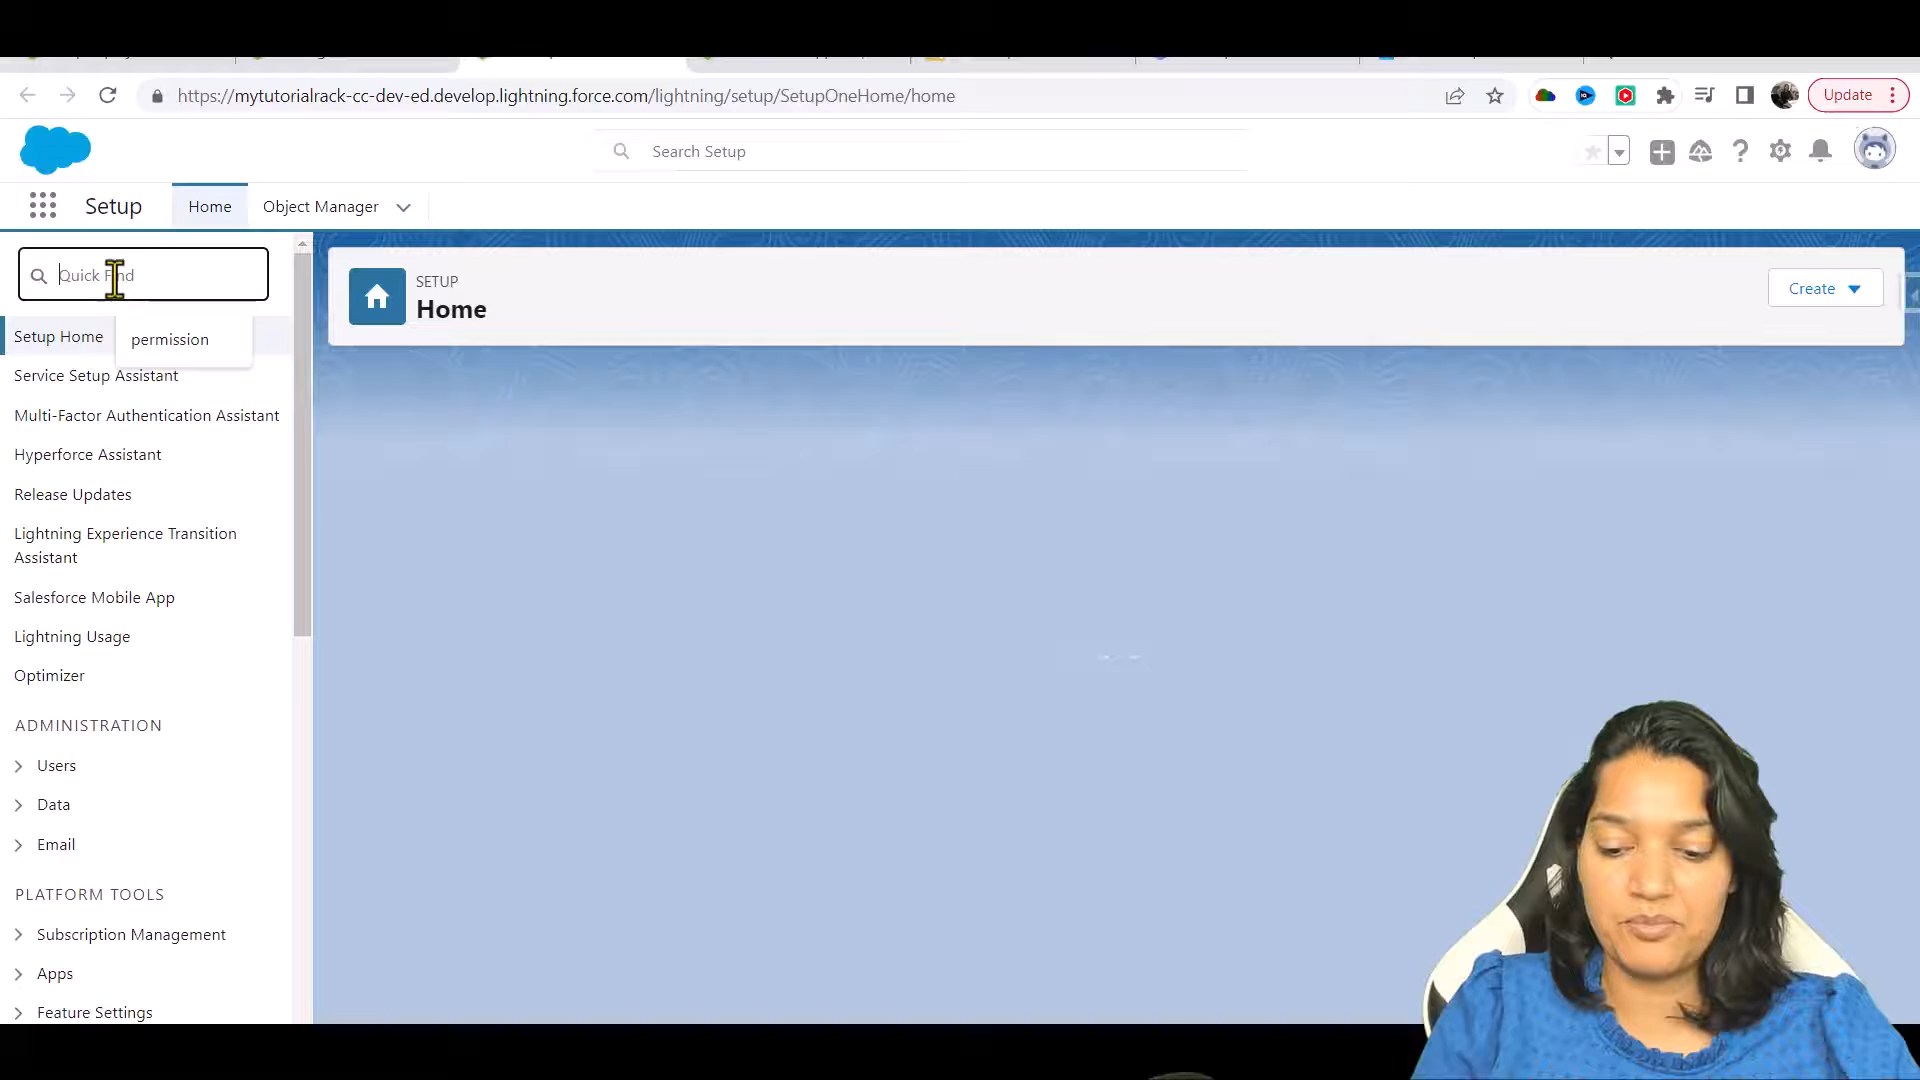 https://mytutorialrack-cc-dev-ed.develop.lightning.force.com/lightning/setup/SetupOneHome/home
Update
Search Setup
Setup
Home
Object Manager
Quick Find
permission
Setup Home
Service Setup Assistant
Multi-Factor Authentication Assistant
Hyperforce Assistant
Release Updates
Lightning Experience Transition
Assistant
Salesforce Mobile App
Lightning Usage
Optimizer
ADMINISTRATION
Users
Data
Email
PLATFORM TOOLS
Subscription Management
Apps
Feature Settings
SETUP
Home
Create